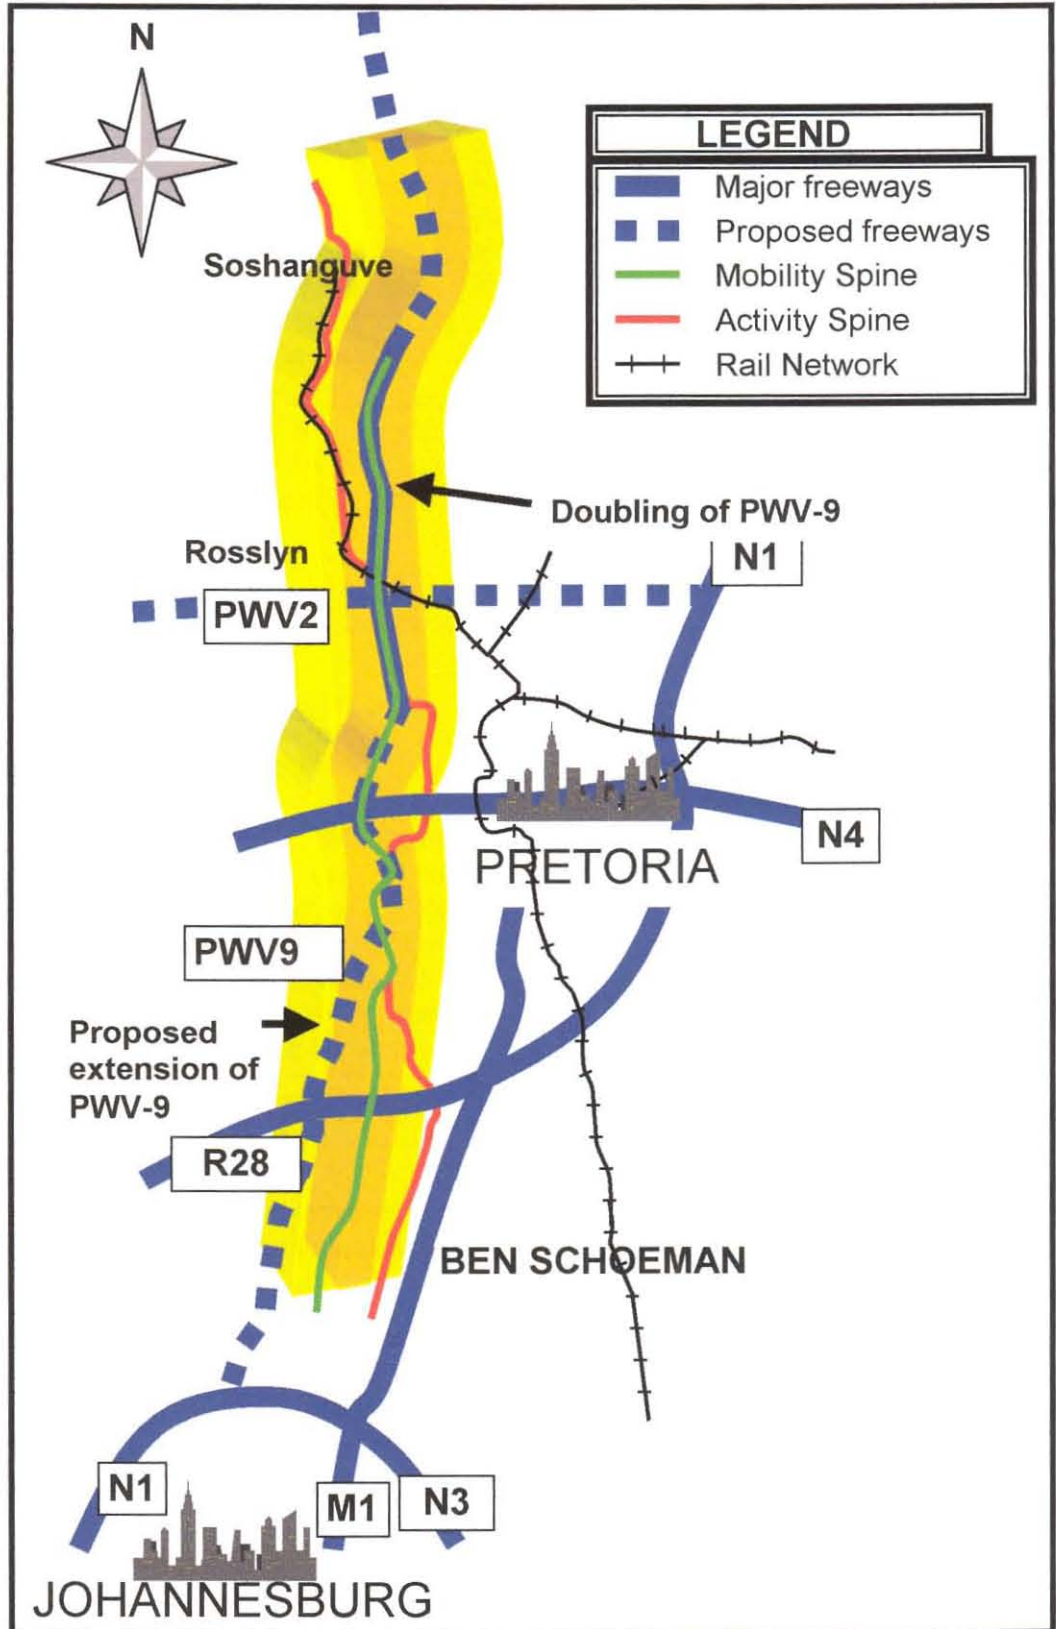 N
LEGEND
Major freeways
Proposed freeways
Mobility Spine
Activity Spine
Rail Network
Soshanguve
Doubling of PWV-9
Rosslyn
N1
PWV2
N4
PRETORIA
PWV9
Proposed
extension of
PWV-9
R28
BEN SCHOEMAN
N1
M1
N3
JOHANNESBURG